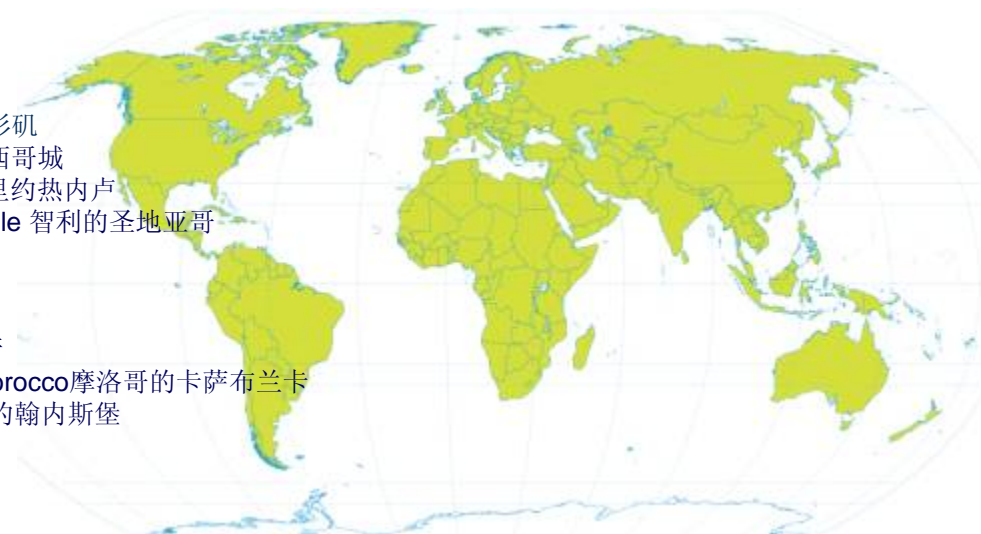 杉矶
西哥城
里约热内卢
le 智利的圣地亚哥
orocco摩洛哥的卡萨布兰卡
的翰内斯堡